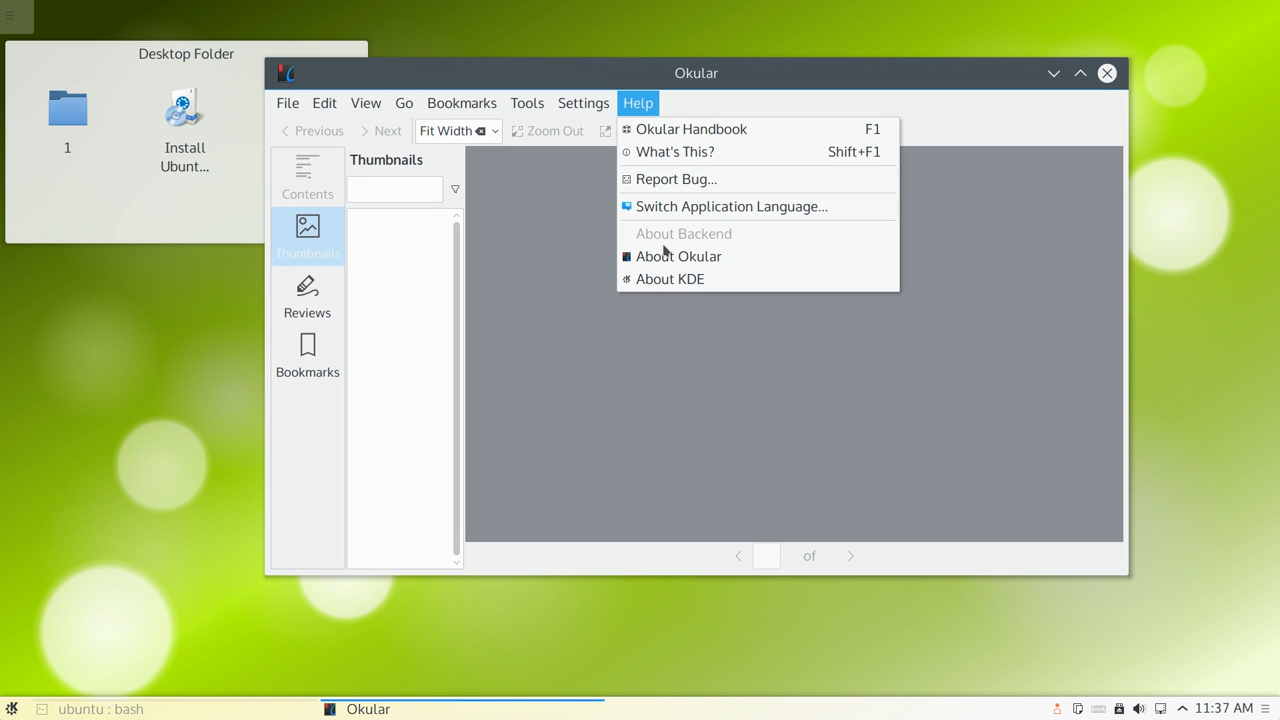 Desktop Folder
1
Install
Ubunt...
Okular
File Edit View Go Bookmarks Tools Settings Help
Previous Next Fit Width Zoom Out
Okular Handbook F1
What's This? Shift+F1
Report Bug...
Switch Application Language...
About Backend
About Okular
About KDE
Contents
Thumbnails
Reviews
Bookmarks
Thumbnails
of
ubuntu : bash
Okular
11:37 AM